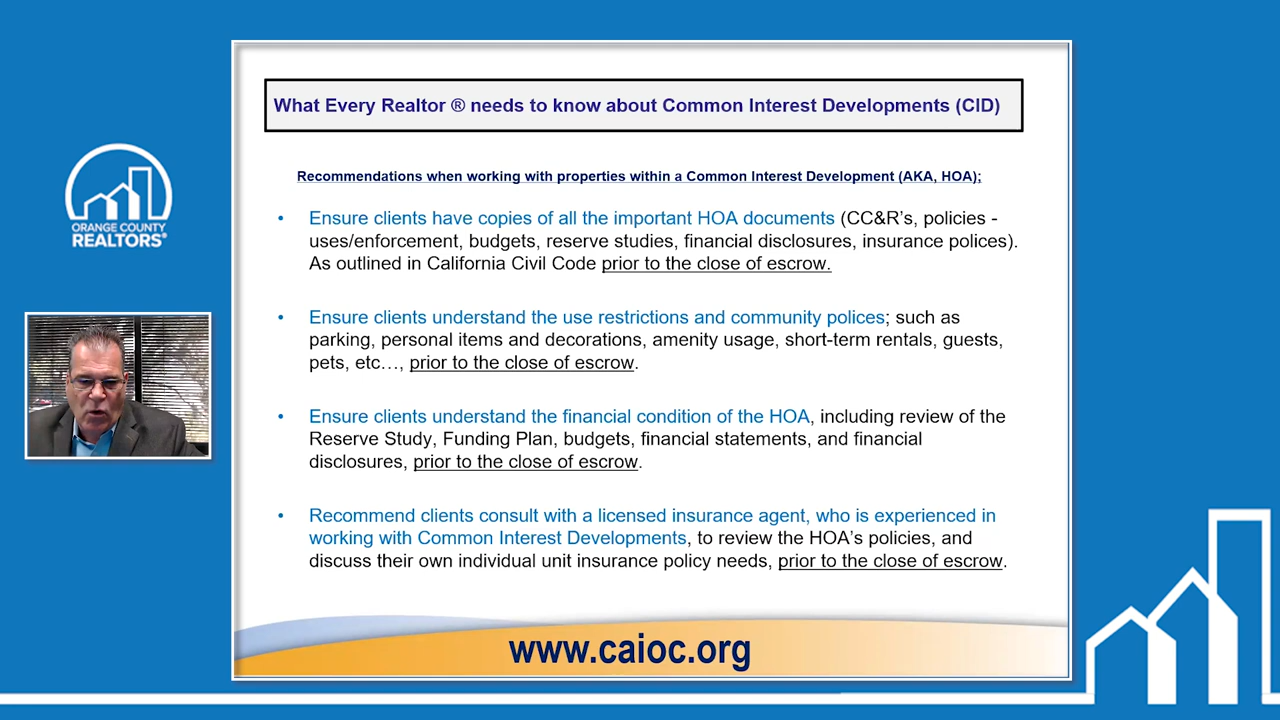 What Every Realtor ® needs to know about Common Interest Developments (CID)
Recommendations when working with properties within a Common Interest Development (AKA, HOA);
• Ensure clients have copies of all the important HOA documents (CC&R’s, policies -
uses/enforcement, budgets, reserve studies, financial disclosures, insurance polices).
As outlined in California Civil Code prior to the close of escrow.
• Ensure clients understand the use restrictions and community polices; such as
parking, personal items and decorations, amenity usage, short-term rentals, guests,
pets, etc…, prior to the close of escrow.
• Ensure clients understand the financial condition of the HOA, including review of the
Reserve Study, Funding Plan, budgets, financial statements, and financial
disclosures, prior to the close of escrow.
• Recommend clients consult with a licensed insurance agent, who is experienced in
working with Common Interest Developments, to review the HOA’s policies, and
discuss their own individual unit insurance policy needs, prior to the close of escrow.
www.caioc.org
ORANGE COUNTY
REALTORS®